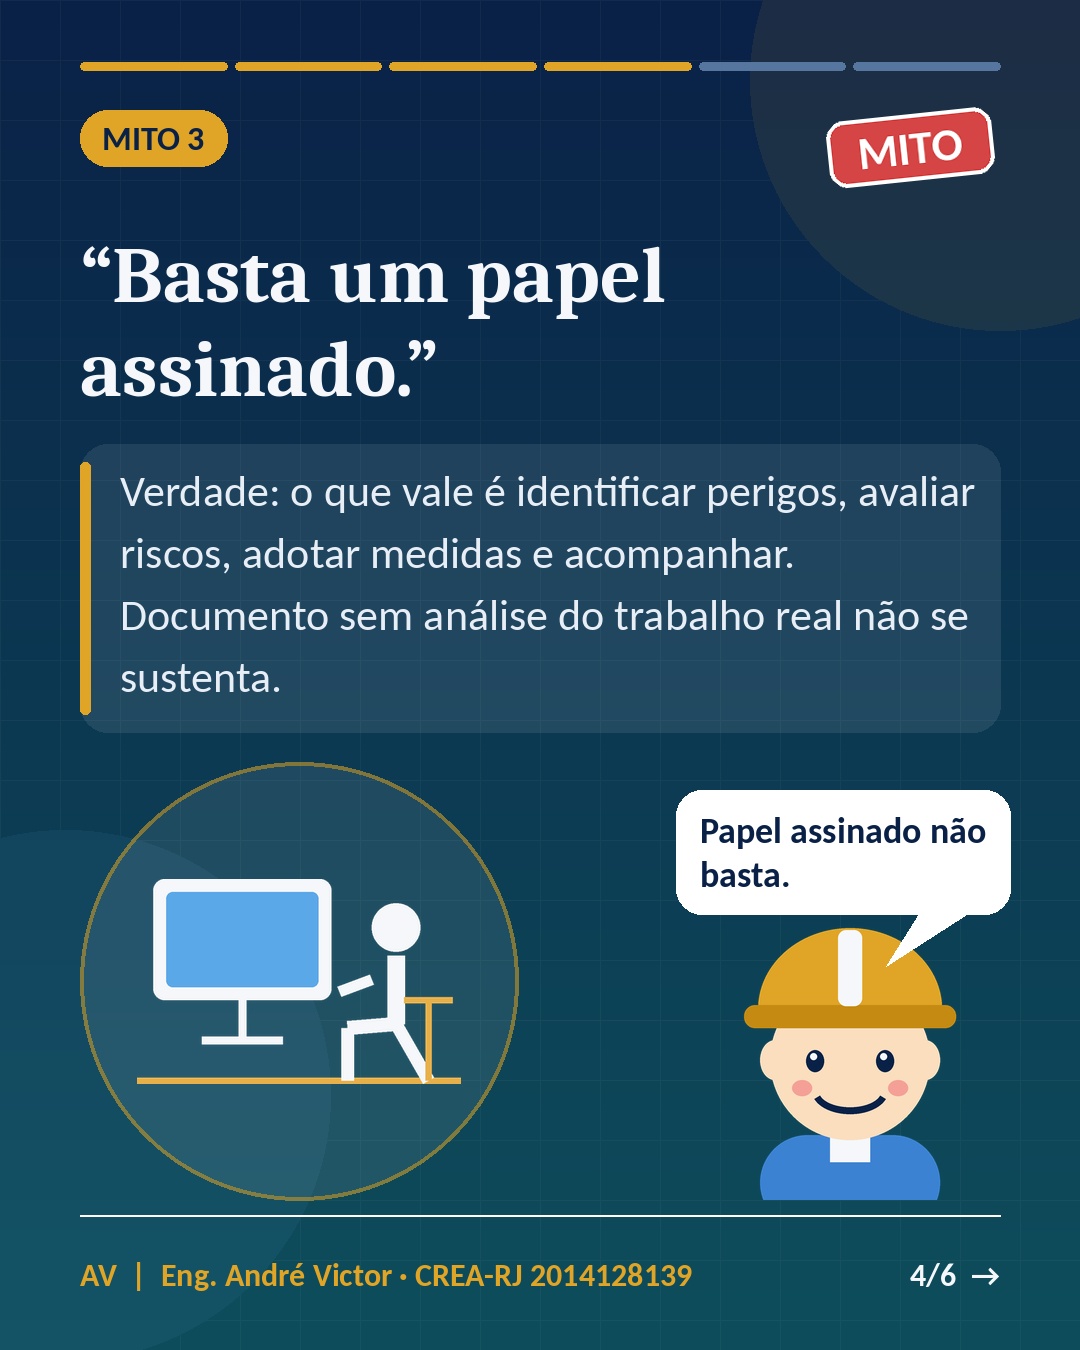 MITO 3
MITO
“Basta um papel
assinado.”
Verdade: o que vale é identificar perigos, avaliar
riscos, adotar medidas e acompanhar.
Documento sem análise do trabalho real não se
sustenta.
Papel assinado não
basta.
AV | Eng. André Victor · CREA-RJ 2014128139
4/6 →